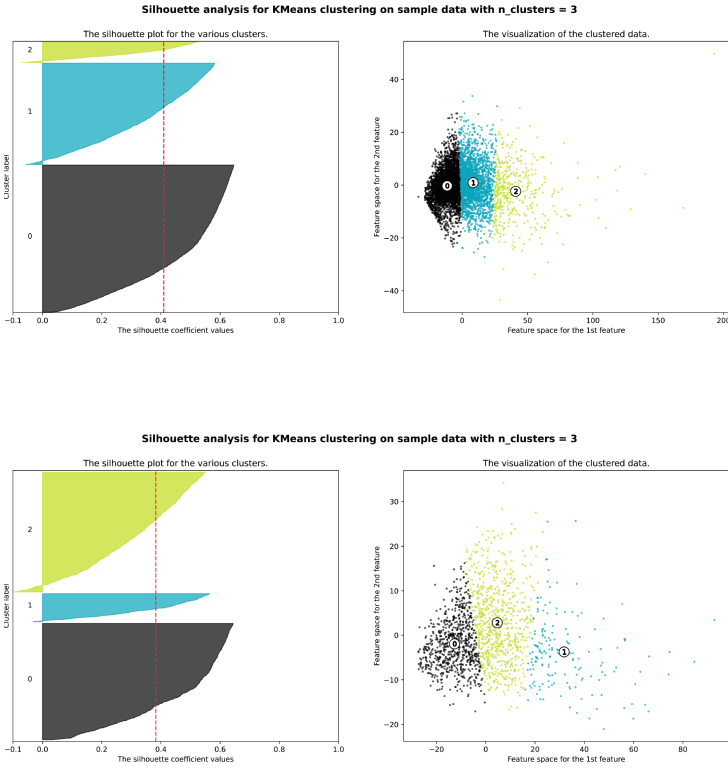 Silhouette analysis for KMeans clustering on sample data with n_clusters = 3
The silhouette plot for the various clusters.
2
1
0
Cluster label
−0.1 0.0 0.2 0.4 0.6 0.8 1.0
The silhouette coefficient values
The visualization of the clustered data.
40
20
0
−20
−40
Feature space for the 2nd feature
0 1 2
0 50 100 150 200
Feature space for the 1st feature
Silhouette analysis for KMeans clustering on sample data with n_clusters = 3
The silhouette plot for the various clusters.
2
1
0
Cluster label
−0.1 0.0 0.2 0.4 0.6 0.8 1.0
The silhouette coefficient values
The visualization of the clustered data.
30
20
10
0
−10
−20
Feature space for the 2nd feature
0 2 1
−20 0 20 40 60 80
Feature space for the 1st feature